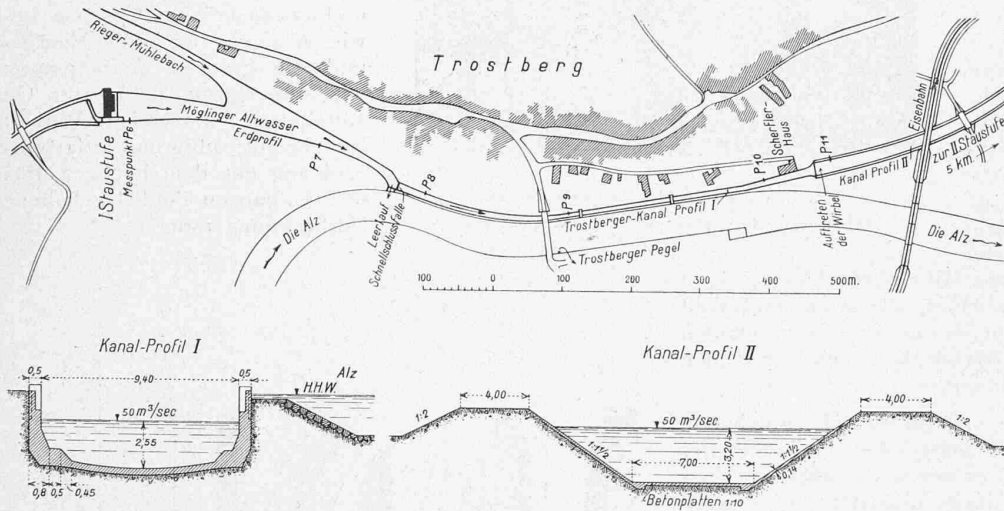 Rieger-Mühlebach
Trostberg
I Staustufe
Messpunkt P6
Möglinger Altwasser
Erdprofil
P7
P8
Leerlauf
Schnellschlussfalle
Die Alz
P9
Trostberger-Kanal Profil I
Trostberger Pegel
P10
Scherfler-
Haus
P11
Auftreten
der Wirbel
Kanal Profil II
Eisenbahn
zur II Staustufe
5 km.
Die Alz
100 0 100 200 300 400 500m.
Kanal-Profil I
0,5 9,40 0,5
50 m³/sec
2,55
0,8 0,5 0,45
Alz
H.H.W.
Kanal-Profil II
1:2
4,00
50 m³/sec
1:1½
7,00
3,20
1:1½
0,14
Betonplatten 1:10
4,00
1:2